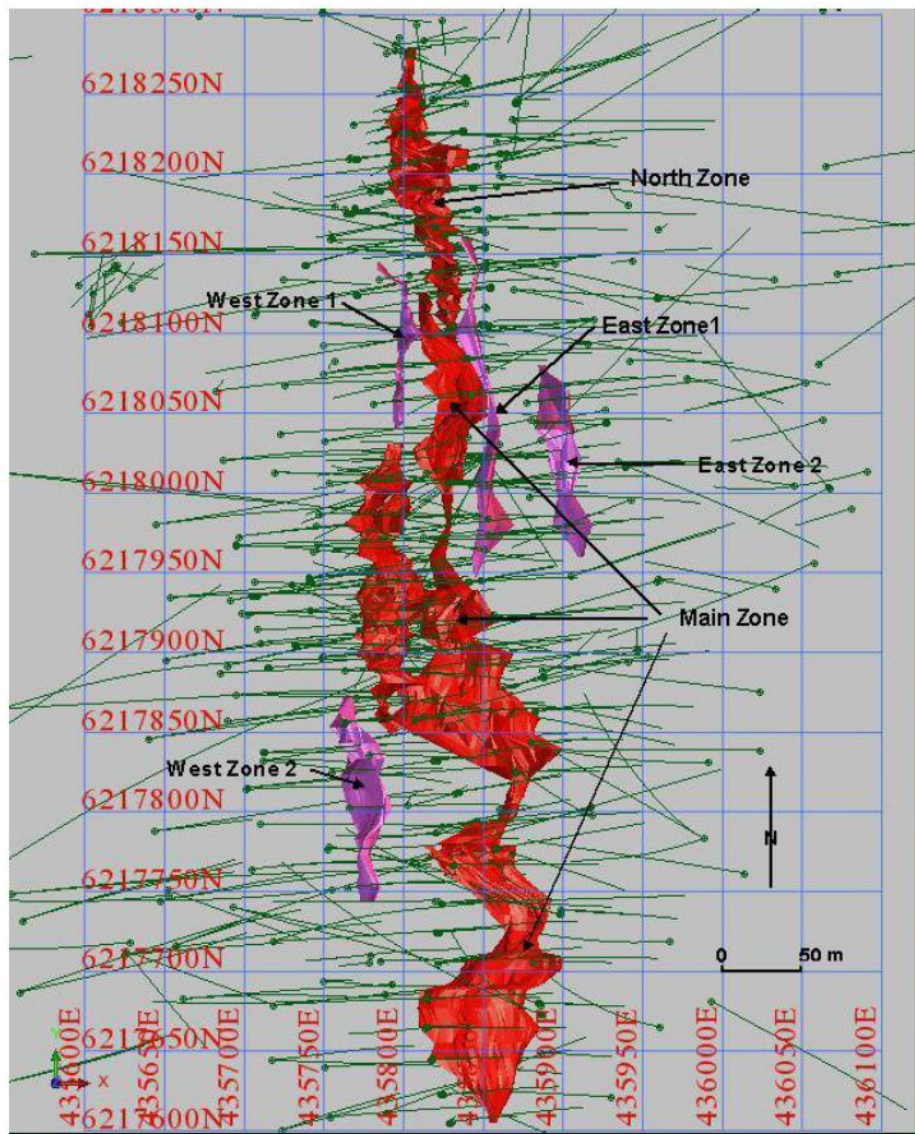 6218300N
6218250N
6218200N
North Zone
6218150N
West Zone 1
6218100N
East Zone1
6218050N
6218000N
East Zone 2
6217950N
Main Zone
6217900N
6217850N
West Zone 2
6217800N
N
6217750N
6217700N
0 50 m
6217650N
Y
X
6217600N
435600E
435650E
435700E
435750E
435800E
435900E
435950E
436000E
436050E
436100E